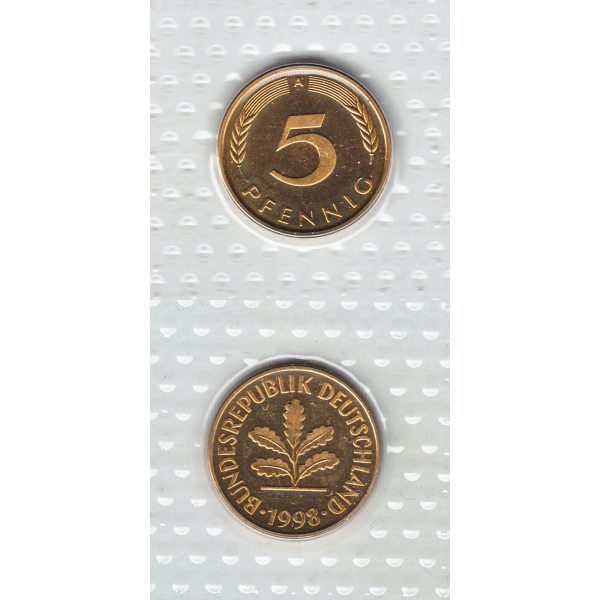 A
5
PFENNIG
BUNDESREPUBLIK DEUTSCHLAND
·1998·